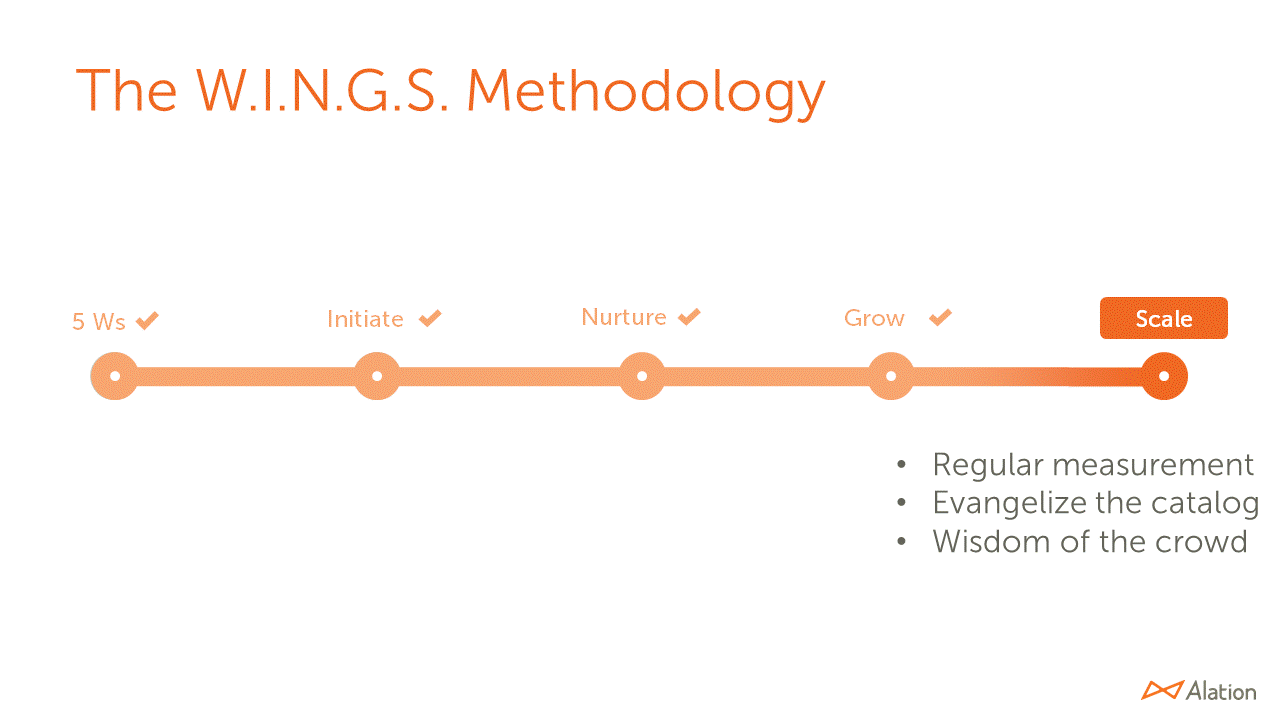 The W.I.N.G.S. Methodology
5 Ws ✔
Initiate ✔
Nurture ✔
Grow ✔
Scale
• Regular measurement
• Evangelize the catalog
• Wisdom of the crowd
Alation